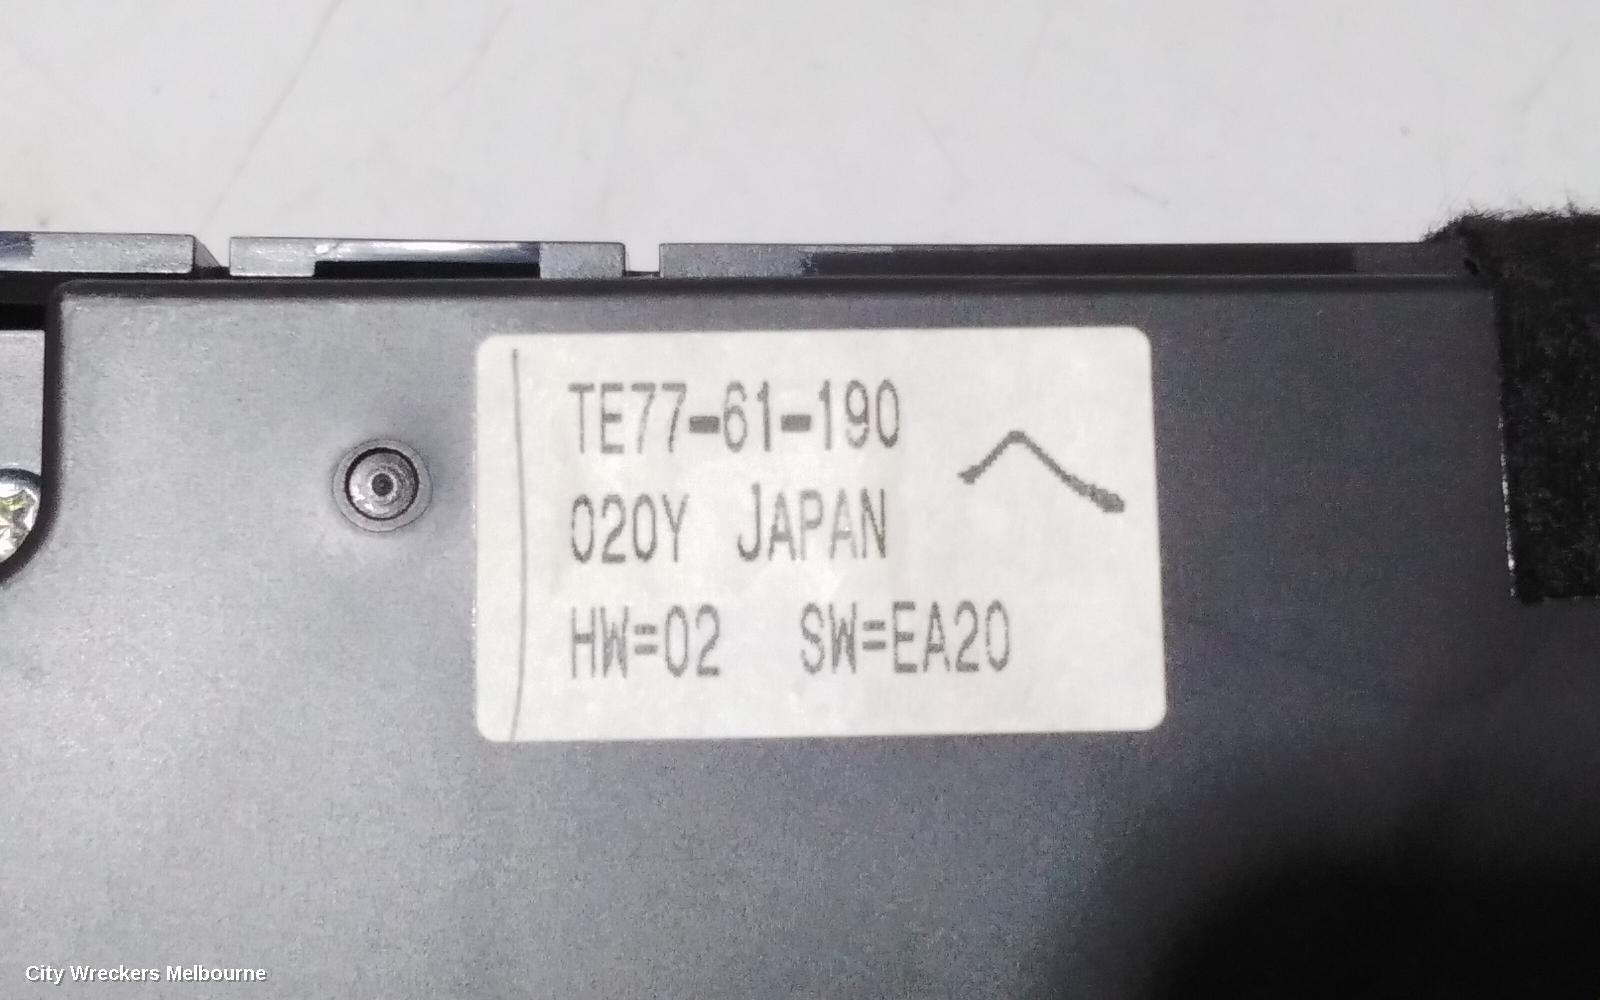 TE77-61-190
020Y JAPAN
HW=02 SW=EA20
City Wreckers Melbourne